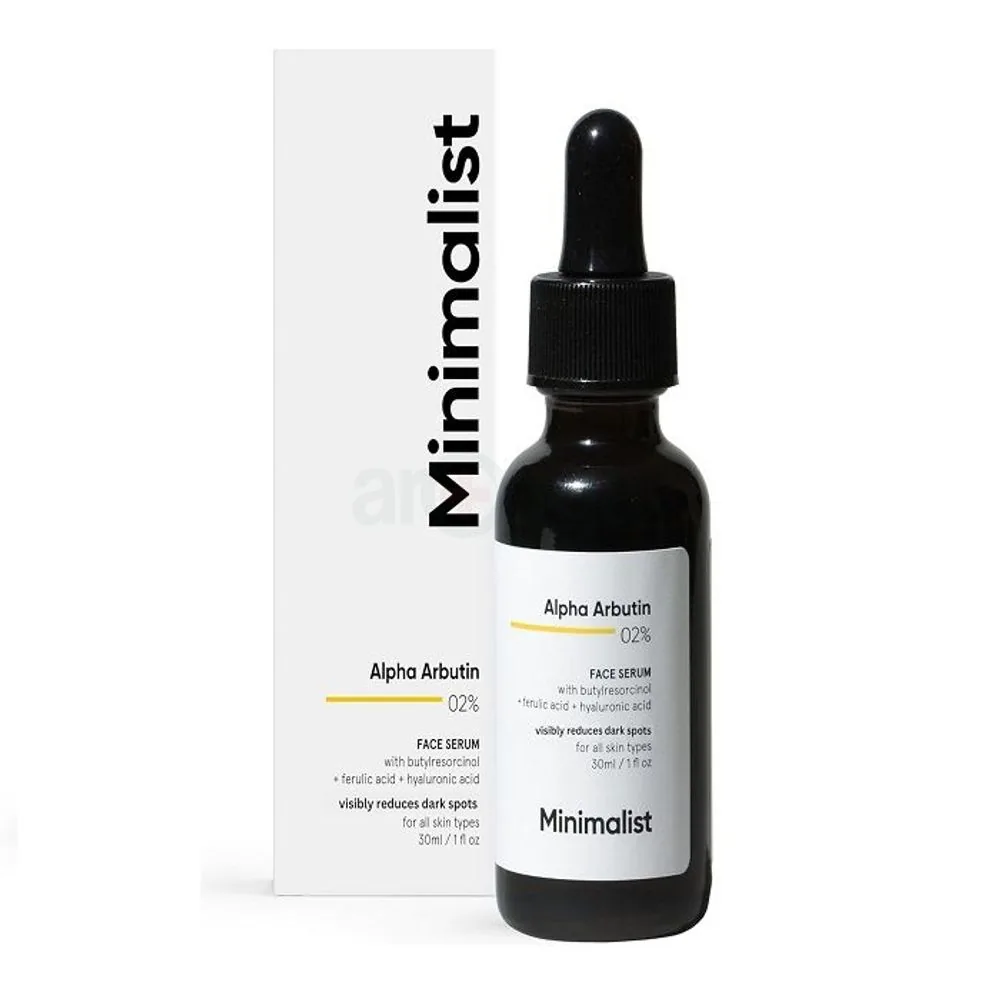 Minimalist
Alpha Arbutin
02%
FACE SERUM
with butylresorcinol
+ ferulic acid + hyaluronic acid
visibly reduces dark spots
for all skin types
30ml / 1 fl oz
Alpha Arbutin
02%
FACE SERUM
with butylresorcinol
+ ferulic acid + hyaluronic acid
visibly reduces dark spots
for all skin types
30ml / 1 fl oz
Minimalist